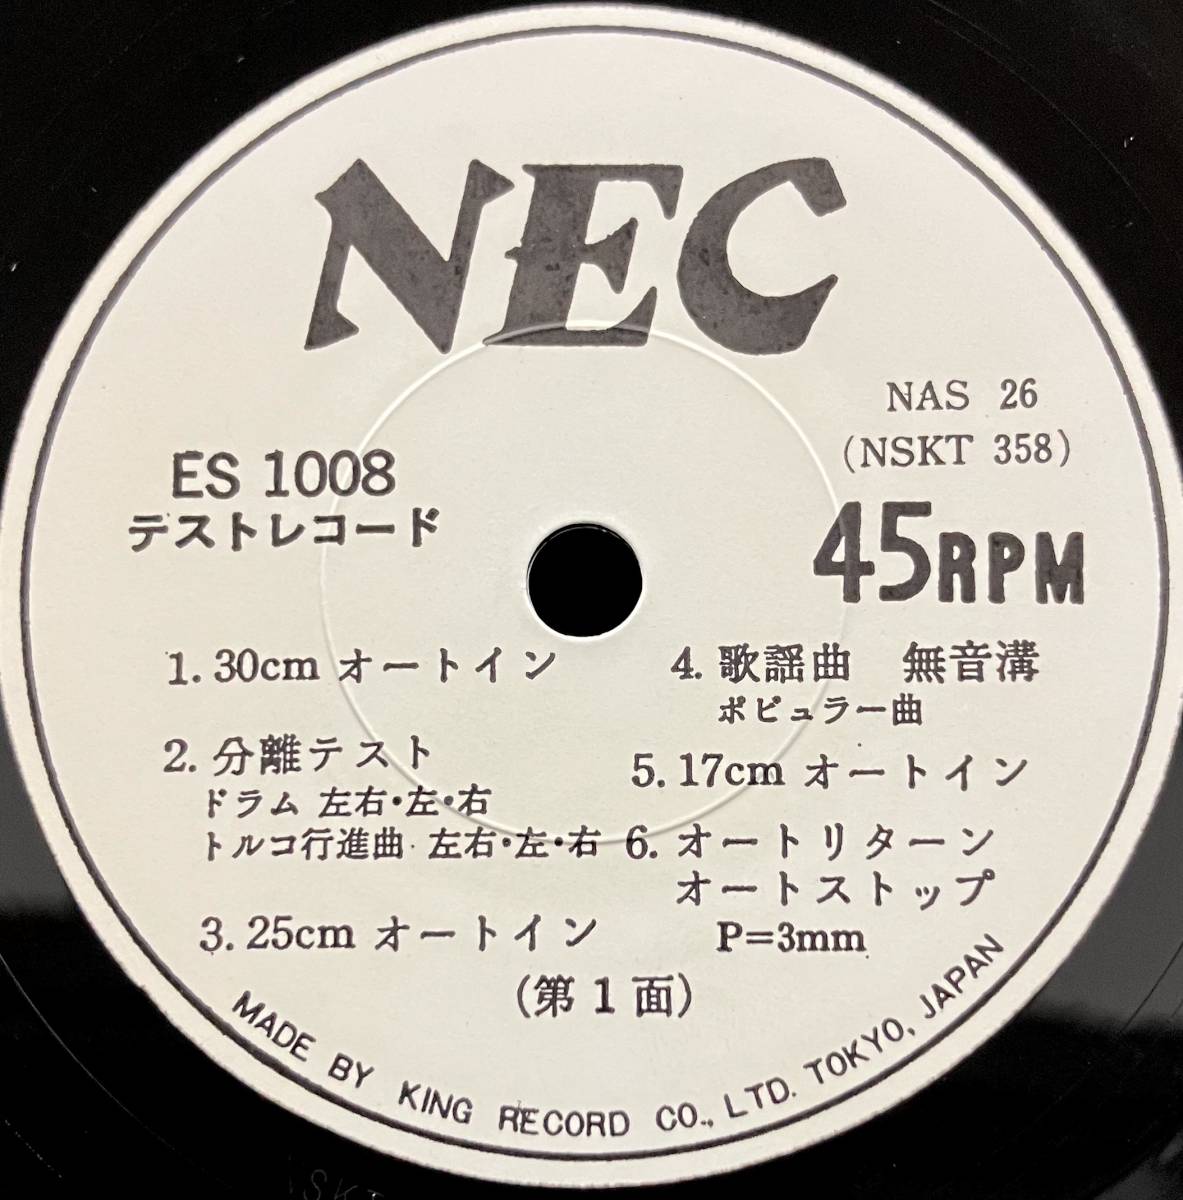 NEC
NAS 26
(NSKT 358)
ES 1008
テストレコード
45RPM
1. 30cm オートイン
2. 分離テスト
ドラム 左右・左・右
トルコ行進曲 左右・左・右
3. 25cm オートイン
4. 歌謡曲 無音溝
ポピュラー曲
5. 17cm オートイン
6. オートリターン
オートストップ
P=3mm
(第1面)
MADE BY KING RECORD CO., LTD. TOKYO, JAPAN